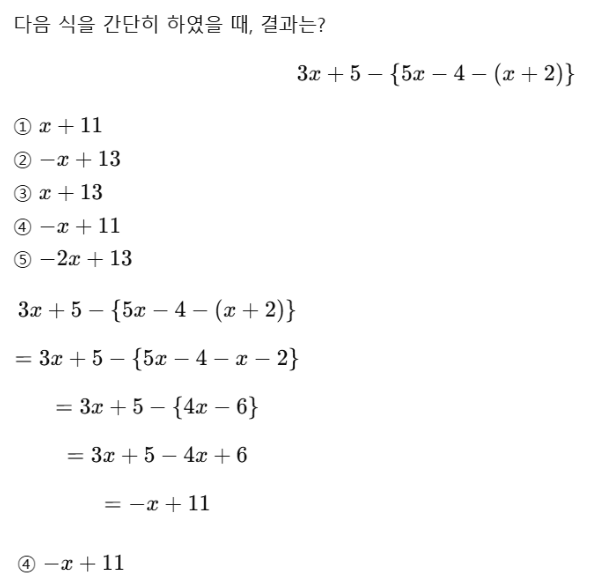 다음 식을 간단히 하였을 때, 결과는?
3x + 5 − {5x − 4 − (x + 2)}
① x + 11
② −x + 13
③ x + 13
④ −x + 11
⑤ −2x + 13
3x + 5 − {5x − 4 − (x + 2)}
= 3x + 5 − {5x − 4 − x − 2}
= 3x + 5 − {4x − 6}
= 3x + 5 − 4x + 6
= −x + 11
④ −x + 11